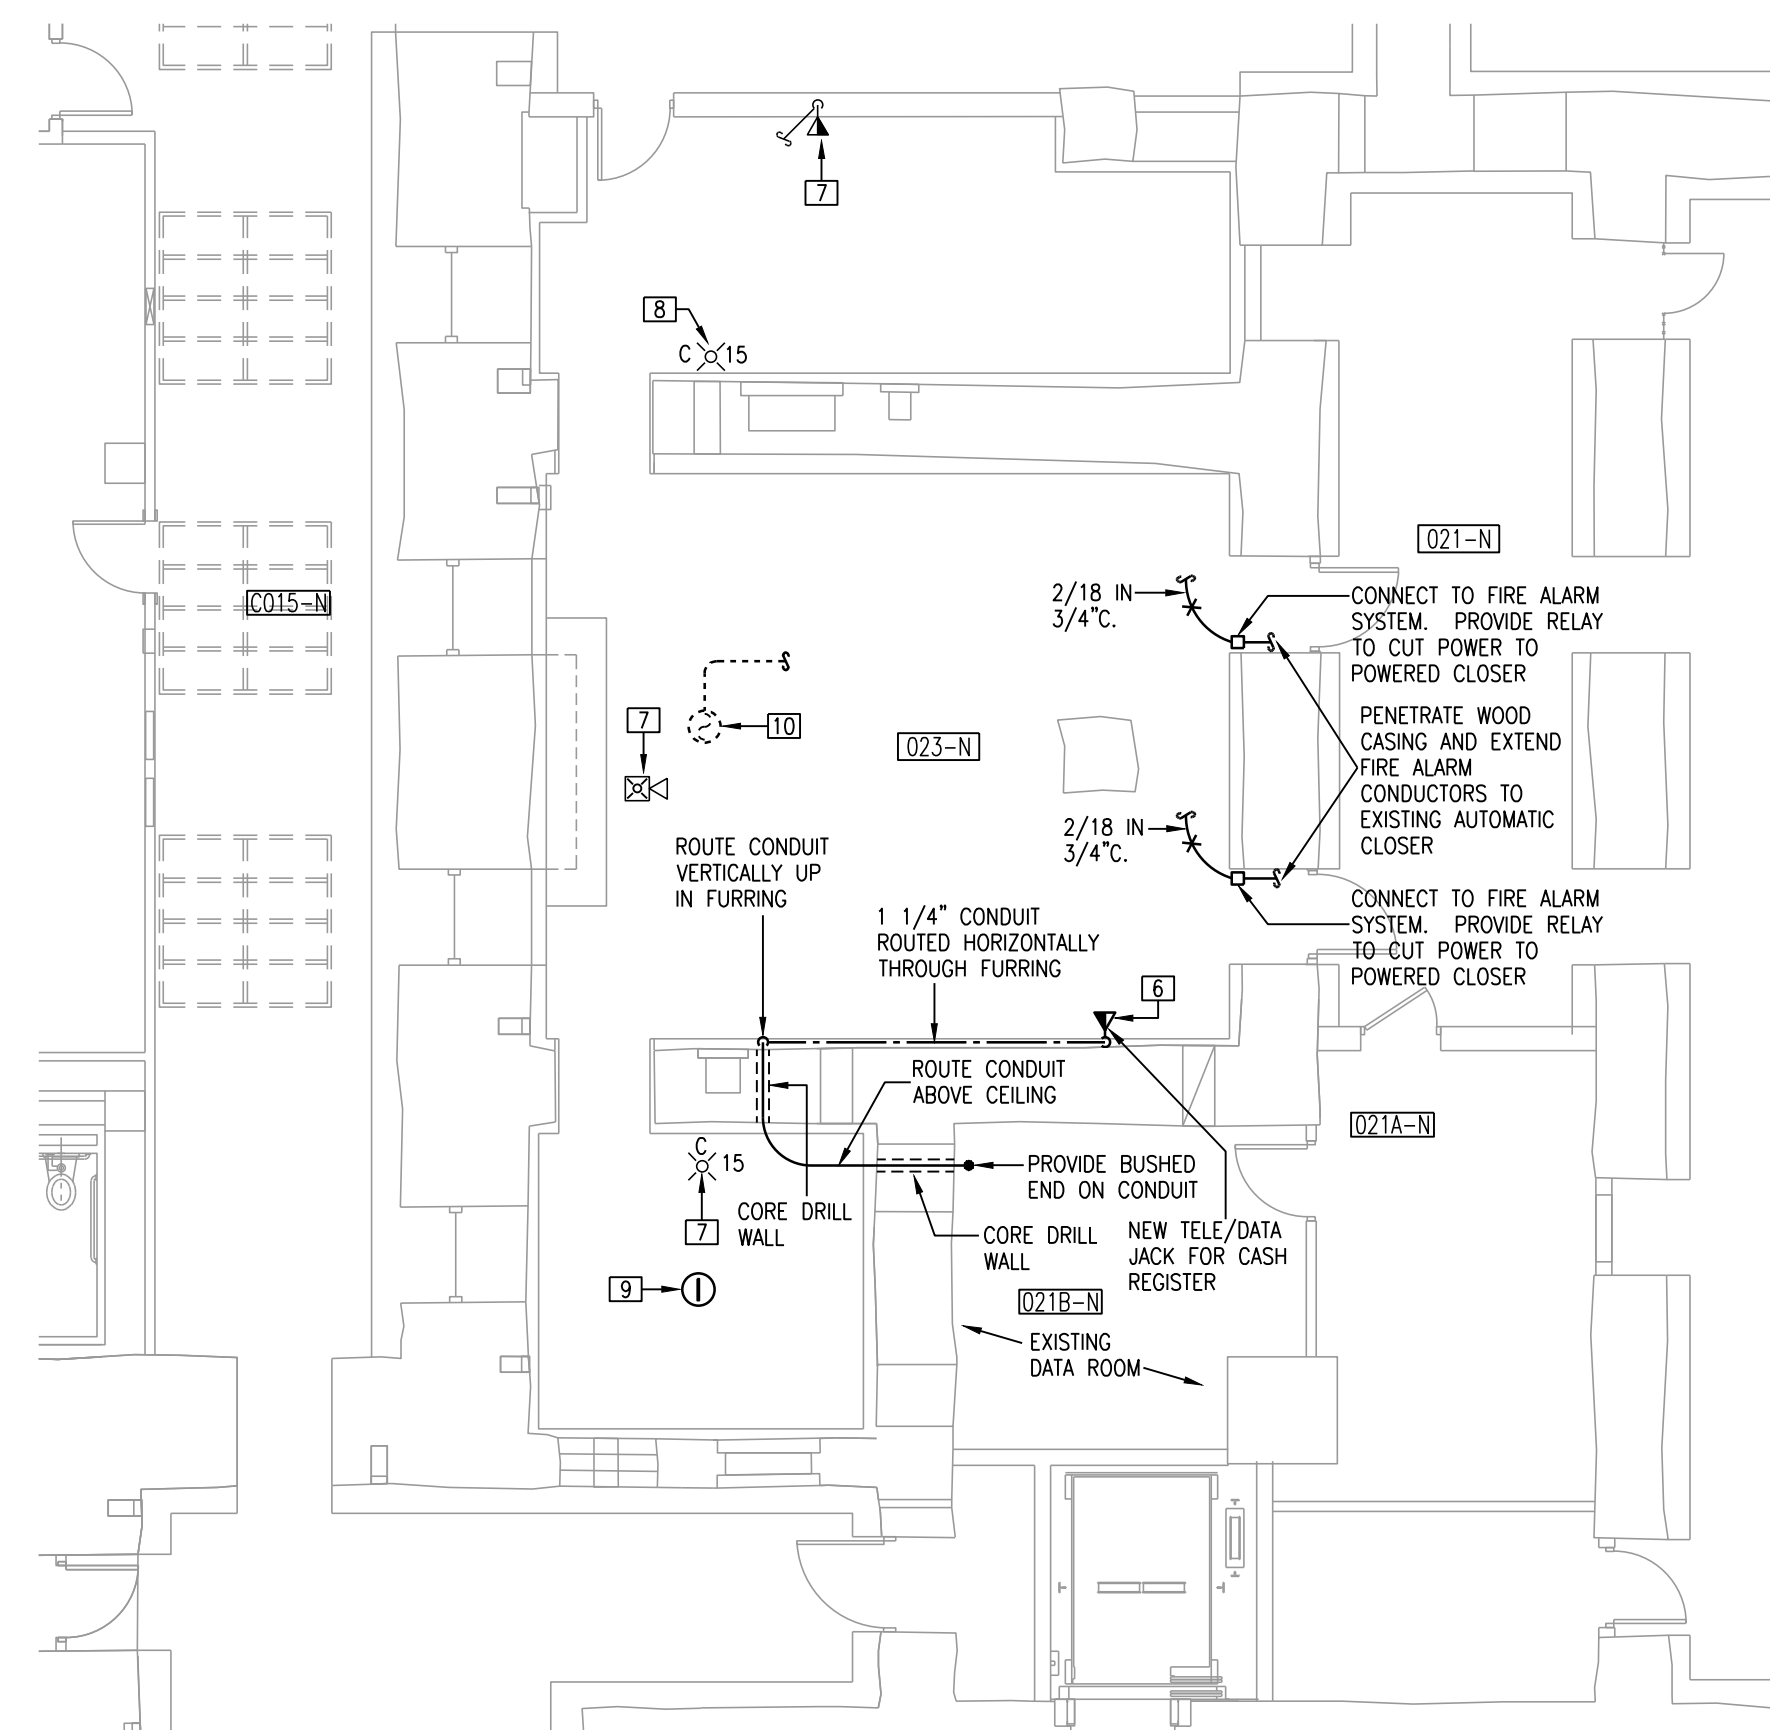 7
8
C 15
021-N
C015-N
2/18 IN
3/4"C.
CONNECT TO FIRE ALARM
SYSTEM. PROVIDE RELAY
TO CUT POWER TO
POWERED CLOSER
10
7
023-N
PENETRATE WOOD
CASING AND EXTEND
FIRE ALARM
CONDUCTORS TO
EXISTING AUTOMATIC
CLOSER
2/18 IN
3/4"C.
ROUTE CONDUIT
VERTICALLY UP
IN FURRING
1 1/4" CONDUIT
ROUTED HORIZONTALLY
THROUGH FURRING
CONNECT TO FIRE ALARM
SYSTEM. PROVIDE RELAY
TO CUT POWER TO
POWERED CLOSER
6
ROUTE CONDUIT
ABOVE CEILING
021A-N
C
15
7
CORE DRILL
WALL
PROVIDE BUSHED
END ON CONDUIT
CORE DRILL
WALL
NEW TELE/DATA
JACK FOR CASH
REGISTER
9
021B-N
EXISTING
DATA ROOM